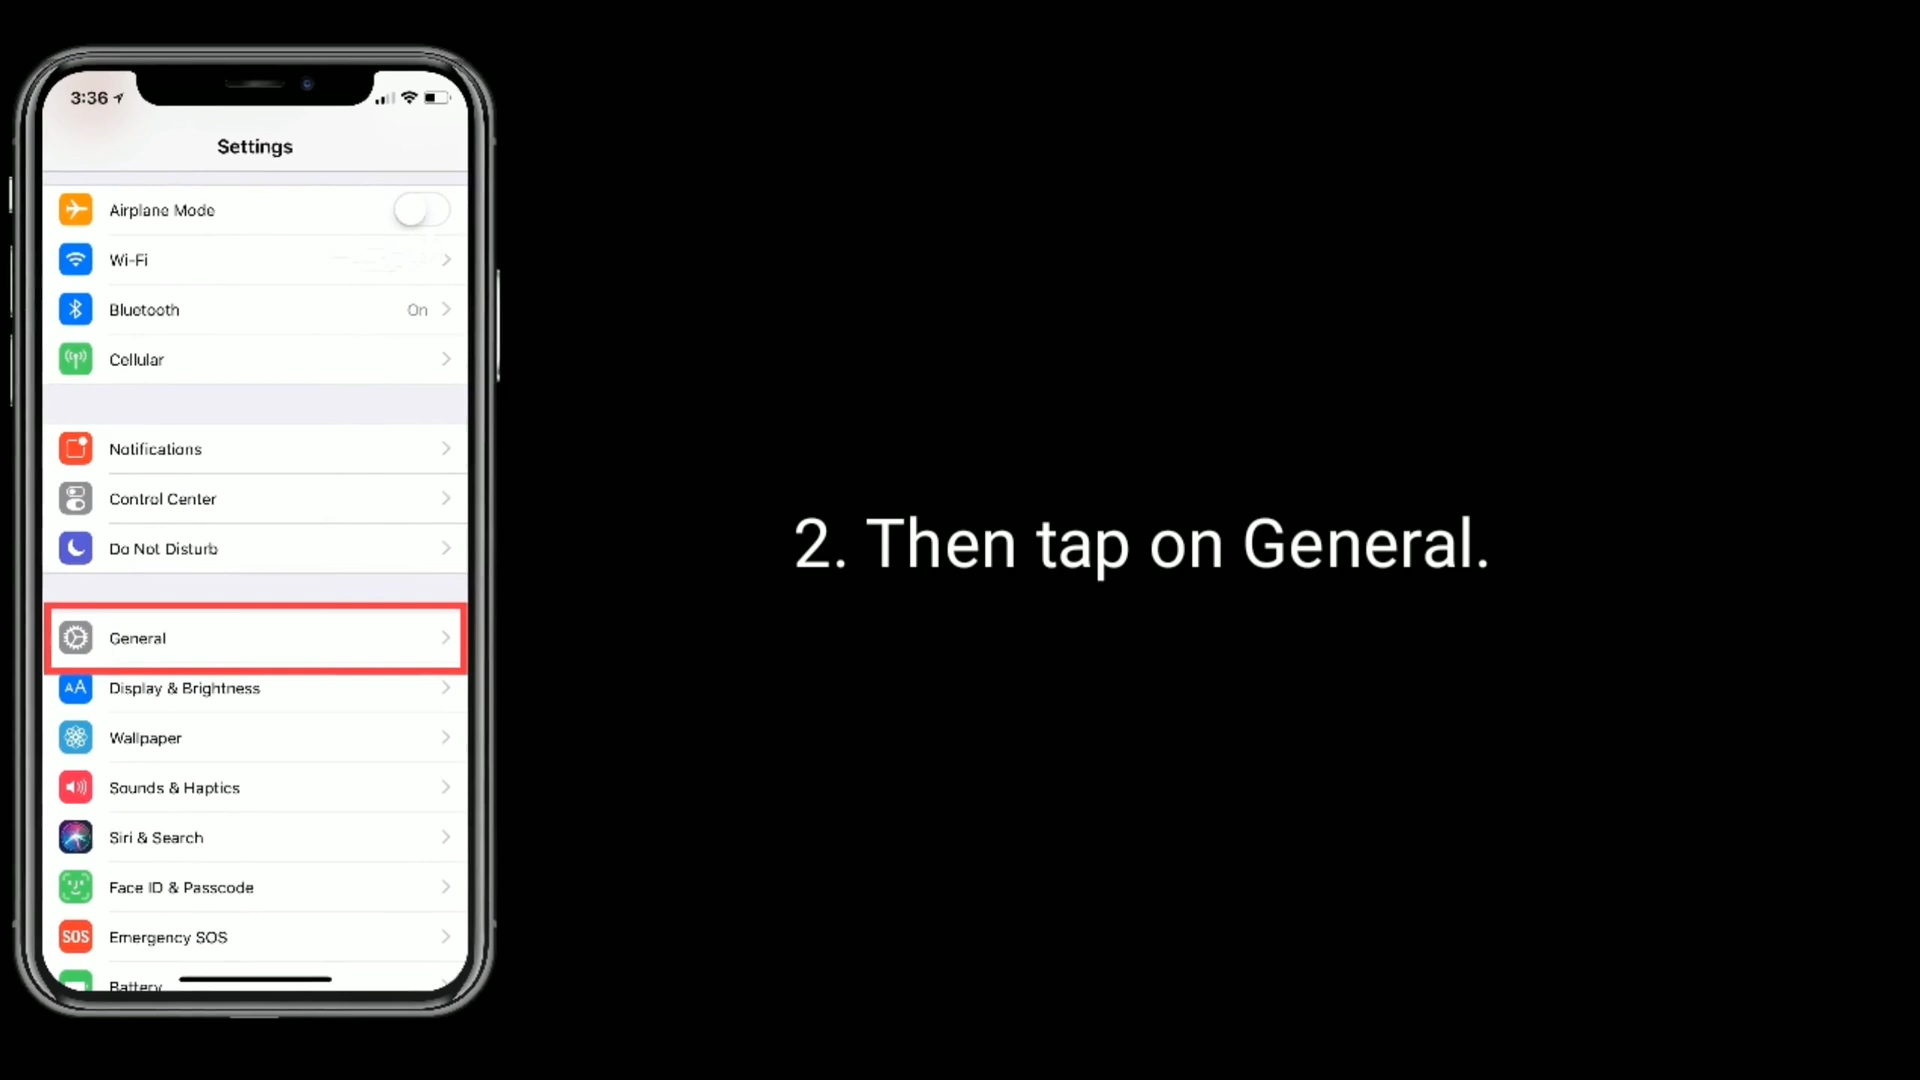 3:36
Settings
Airplane Mode
Wi-Fi
Bluetooth On
Cellular
Notifications
Control Center
Do Not Disturb
General
AA Display & Brightness
Wallpaper
Sounds & Haptics
Siri & Search
Face ID & Passcode
SOS Emergency SOS
Battery
2. Then tap on General.